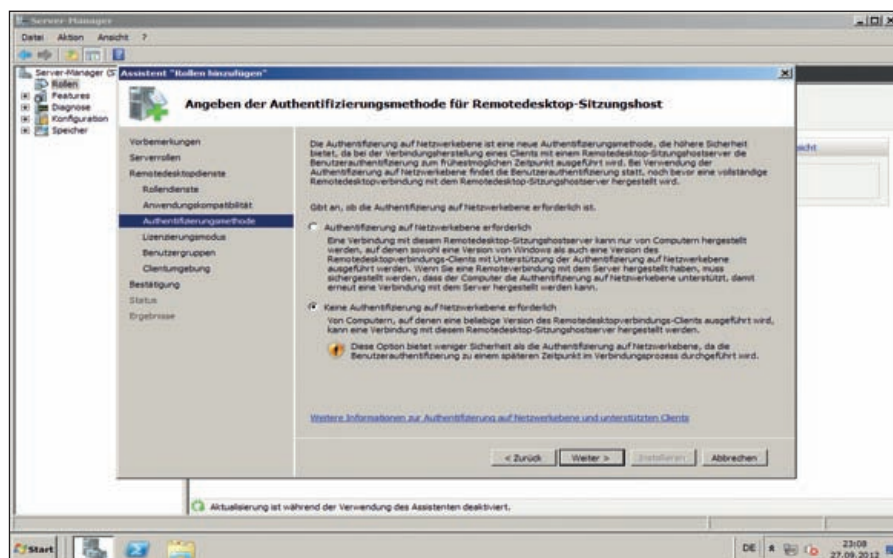 Server-Manager
Datei Aktion Ansicht ?
Server-Manager (S
Rollen
Features
Diagnose
Konfiguration
Speicher
Assistent "Rollen hinzufügen"
Angeben der Authentifizierungsmethode für Remotedesktop-Sitzungshost
Vorbemerkungen
Serverrollen
Remotedesktopdienste
Rollendienste
Anwendungskompatibilität
Authentifizierungsmethode
Lizenzierungsmodus
Benutzergruppen
Clientumgebung
Bestätigung
Status
Ergebnisse
Die Authentifizierung auf Netzwerkebene ist eine neue Authentifizierungsmethode, die höhere Sicherheit
bietet, da bei der Verbindungsherstellung eines Clients mit einem Remotedesktop-Sitzungshostserver die
Benutzerauthentifizierung zum frühestmöglichen Zeitpunkt ausgeführt wird. Bei Verwendung der
Authentifizierung auf Netzwerkebene findet die Benutzerauthentifizierung statt, noch bevor eine vollständige
Remotedesktopverbindung mit dem Remotedesktop-Sitzungshostserver hergestellt wird.
Gibt an, ob die Authentifizierung auf Netzwerkebene erforderlich ist.
Authentifizierung auf Netzwerkebene erforderlich
Eine Verbindung mit diesem Remotedesktop-Sitzungshostserver kann nur von Computern hergestellt
werden, auf denen sowohl eine Version von Windows als auch eine Version des
Remotedesktopverbindungs-Clients mit Unterstützung der Authentifizierung auf Netzwerkebene
ausgeführt werden. Wenn Sie eine Remoteverbindung mit dem Server hergestellt haben, muss
sichergestellt werden, dass der Computer die Authentifizierung auf Netzwerkebene unterstützt, damit
erneut eine Verbindung mit dem Server hergestellt werden kann.
Keine Authentifizierung auf Netzwerkebene erforderlich
Von Computern, auf denen eine beliebige Version des Remotedesktopverbindungs-Clients ausgeführt wird,
kann eine Verbindung mit diesem Remotedesktop-Sitzungshostserver hergestellt werden.
Diese Option bietet weniger Sicherheit als die Authentifizierung auf Netzwerkebene, da die
Benutzerauthentifizierung zu einem späteren Zeitpunkt im Verbindungsprozess durchgeführt wird.
Weitere Informationen zur Authentifizierung auf Netzwerkebene und unterstützten Clients
< Zurück Weiter > Installieren Abbrechen
Aktualisierung ist während der Verwendung des Assistenten deaktiviert.
Start
DE
23:08
27.09.2012